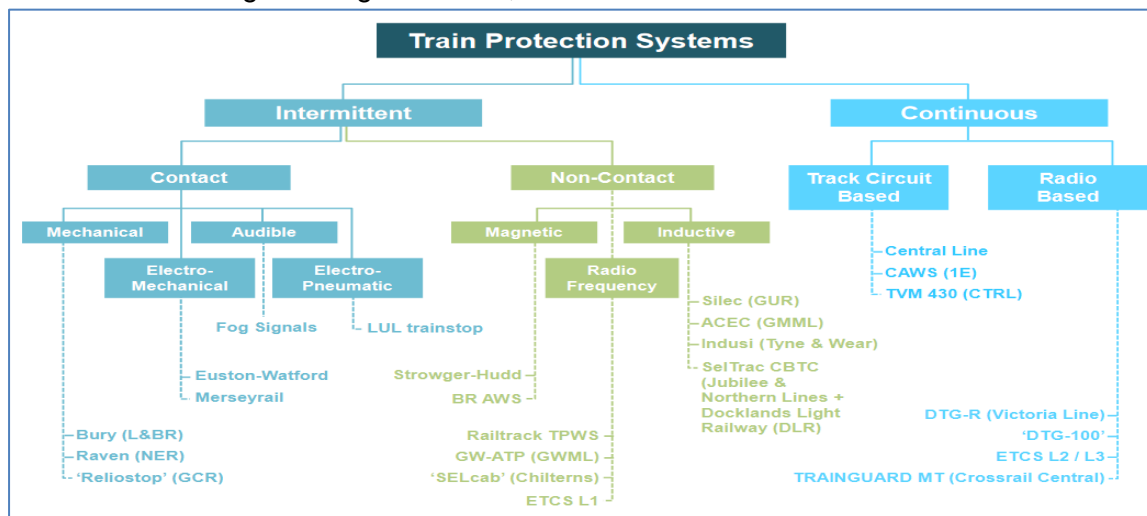 Train Protection Systems
Intermittent
Continuous
Contact
Non-Contact
Track Circuit
Based
Radio
Based
Mechanical
Audible
Magnetic
Inductive
Electro-
Mechanical
Electro-
Pneumatic
Radio
Frequency
Fog Signals
LUL trainstop
Euston-Watford
Merseyrail
Bury (L&BR)
Raven (NER)
‘Reliostop’ (GCR)
Strowger-Hudd
BR AWS
Railtrack TPWS
GW-ATP (GWML)
‘SELcab’ (Chilterns)
ETCS L1
Silec (GUR)
ACEC (GMML)
Indusi (Tyne & Wear)
SelTrac CBTC
(Jubilee &
Northern Lines +
Docklands Light
Railway (DLR)
Central Line
CAWS (1E)
TVM 430 (CTRL)
DTG-R (Victoria Line)
‘DTG-100’
ETCS L2 / L3
TRAINGUARD MT (Crossrail Central)